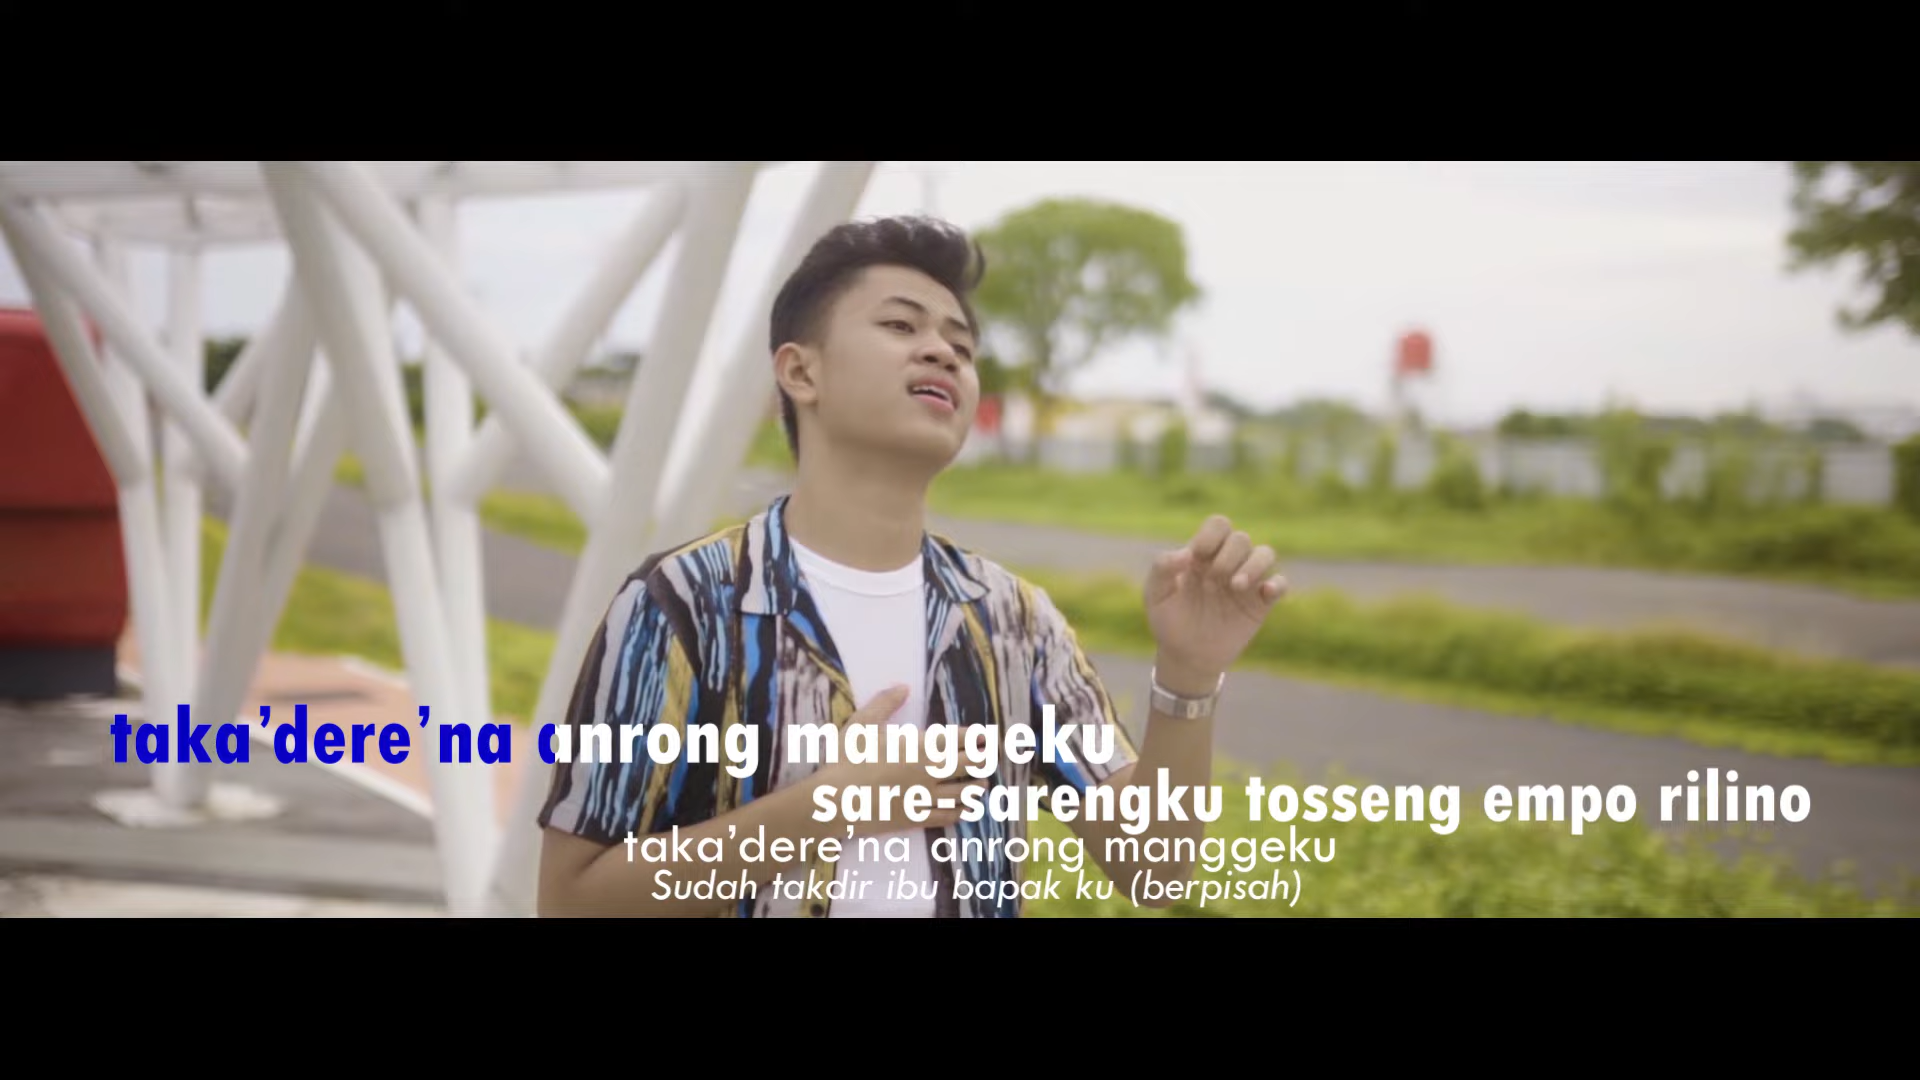 taka’dere’na anrong manggeku
sare-sarengku tosseng empo rilino
taka’dere’na anrong manggeku
Sudah takdir ibu bapak ku (berpisah)